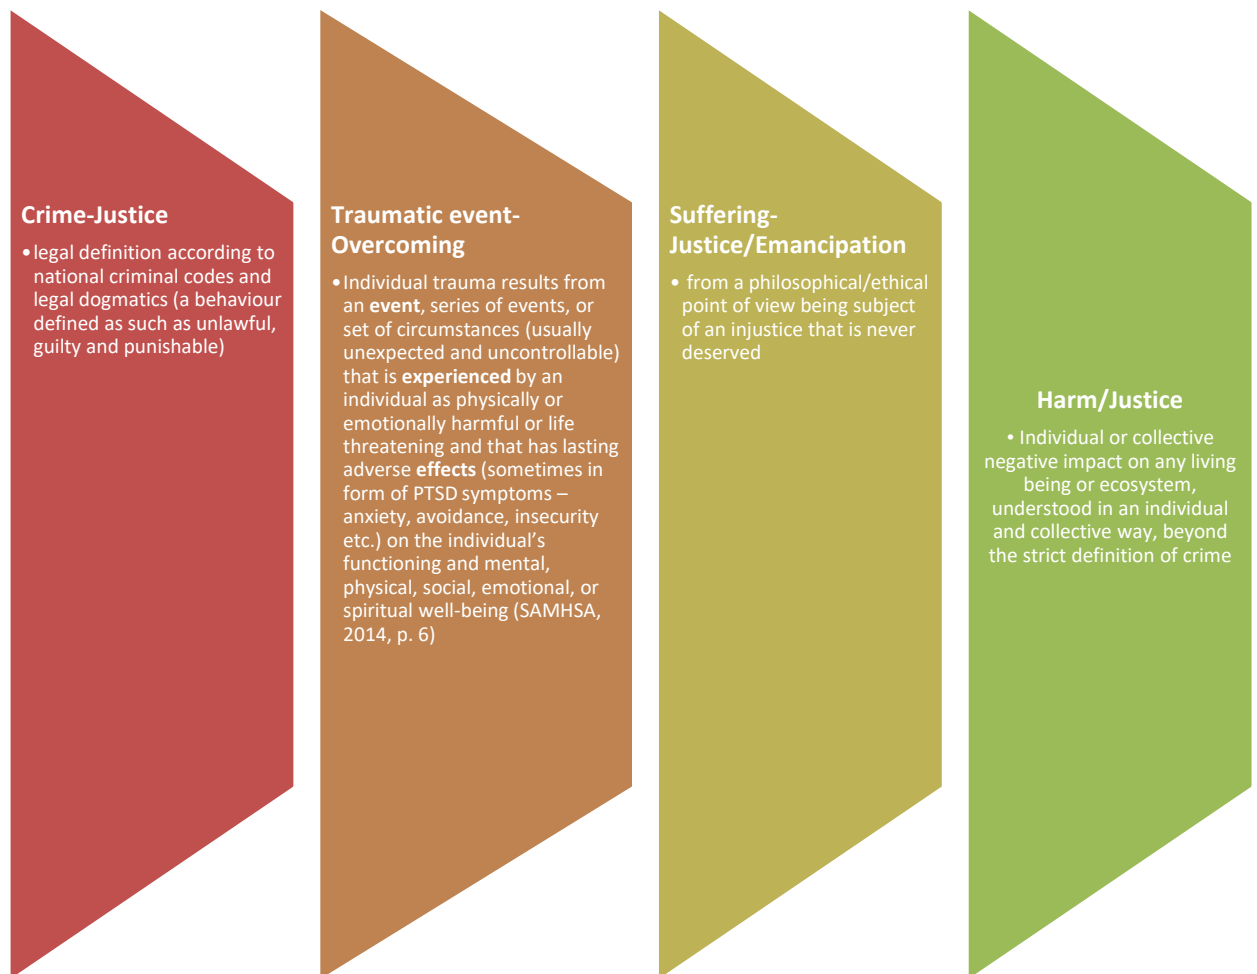 Crime-Justice
•legal definition according to
national criminal codes and
legal dogmatics (a behaviour
defined as such as unlawful,
guilty and punishable)
Traumatic event-
Overcoming
•Individual trauma results from
an event, series of events, or
set of circumstances (usually
unexpected and uncontrollable)
that is experienced by an
individual as physically or
emotionally harmful or life
threatening and that has lasting
adverse effects (sometimes in
form of PTSD symptoms –
anxiety, avoidance, insecurity
etc.) on the individual’s
functioning and mental,
physical, social, emotional, or
spiritual well-being (SAMHSA,
2014, p. 6)
Suffering-
Justice/Emancipation
• from a philosophical/ethical
point of view being subject
of an injustice that is never
deserved
Harm/Justice
• Individual or collective
negative impact on any living
being or ecosystem,
understood in an individual
and collective way, beyond
the strict definition of crime